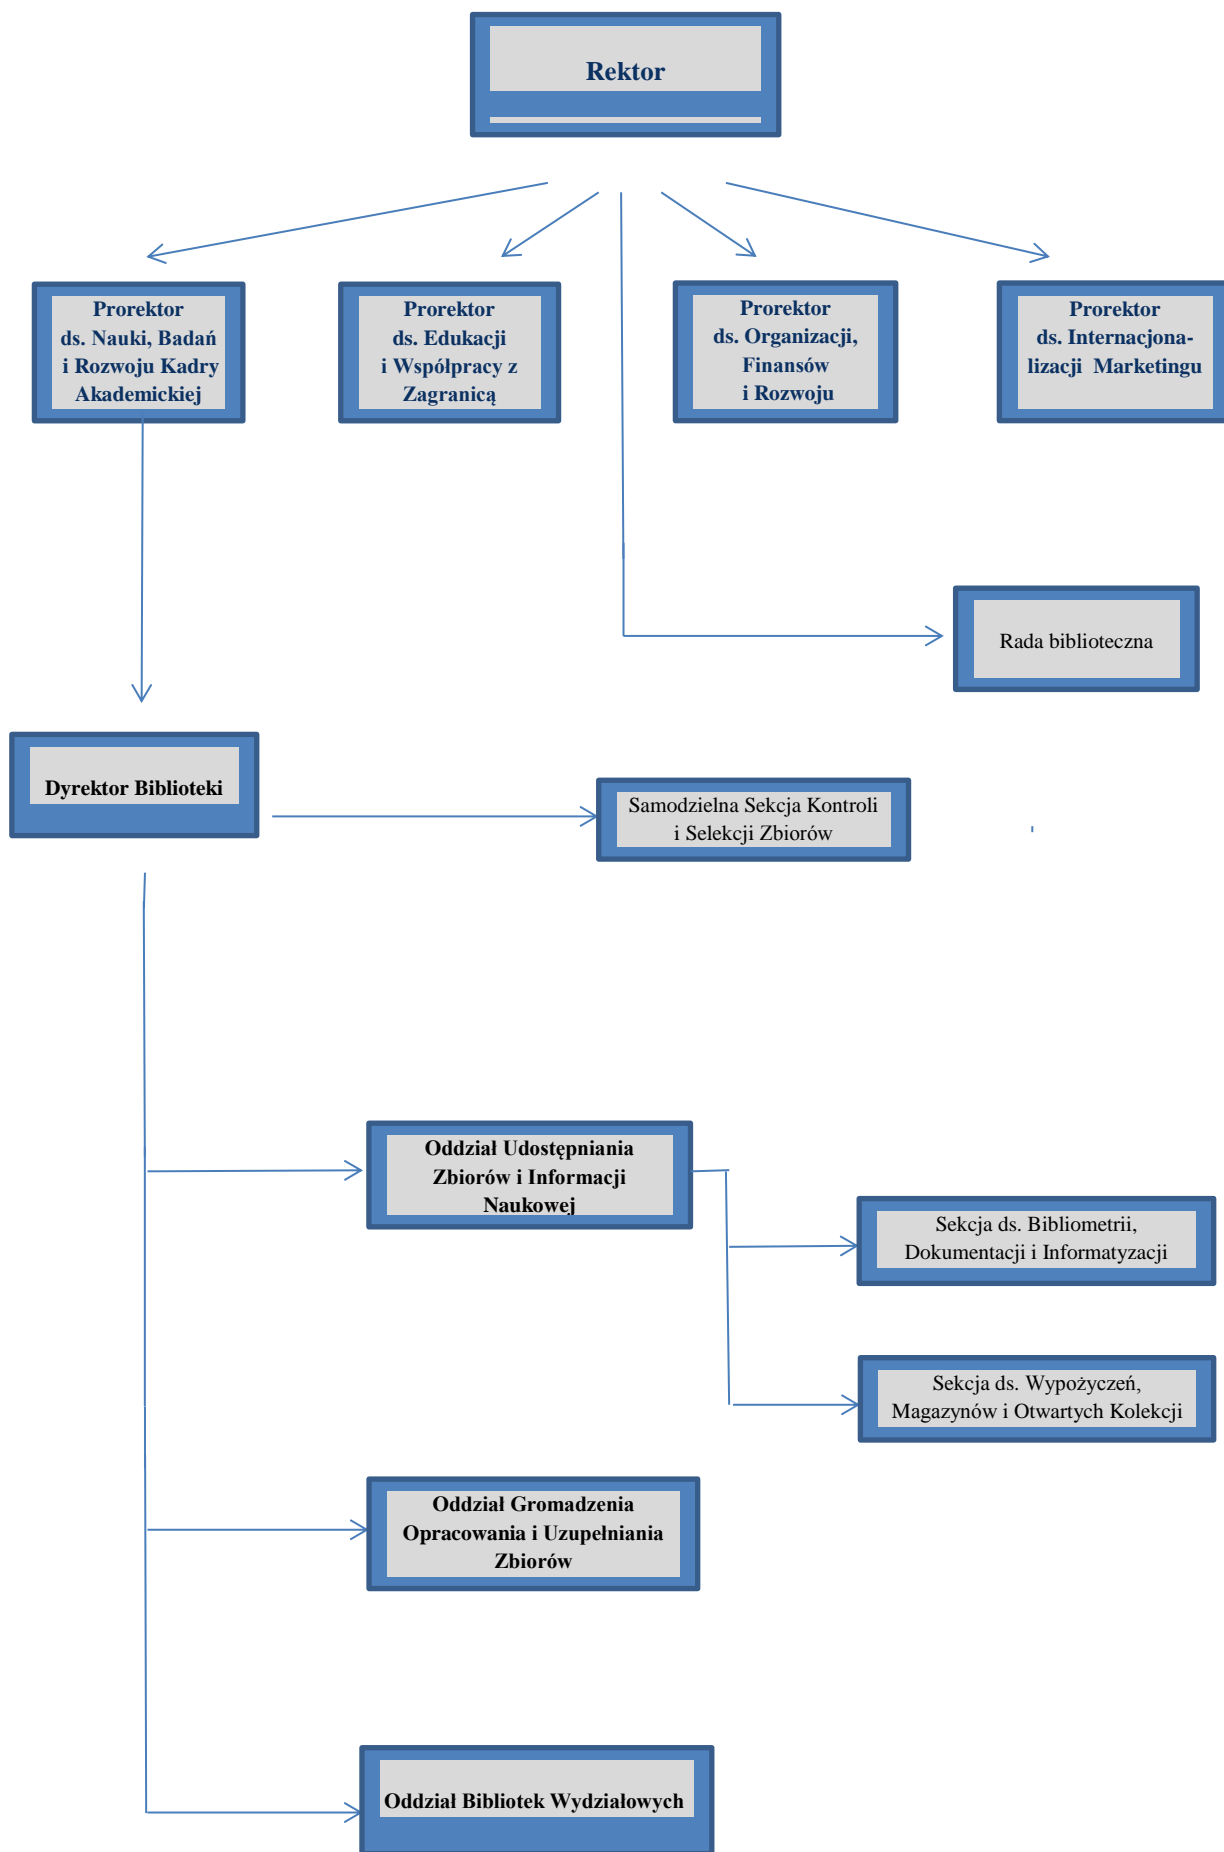 Rektor
Prorektor
ds. Nauki, Badań
i Rozwoju Kadry
Akademickiej
Prorektor
ds. Edukacji
i Współpracy z
Zagranicą
Prorektor
ds. Organizacji,
Finansów
i Rozwoju
Prorektor
ds. Internacjona-
lizacji Marketingu
Rada biblioteczna
Dyrektor Biblioteki
Samodzielna Sekcja Kontroli
i Selekcji Zbiorów
Oddział Udostępniania
Zbiorów i Informacji
Naukowej
Sekcja ds. Bibliometrii,
Dokumentacji i Informatyzacji
Sekcja ds. Wypożyczeń,
Magazynów i Otwartych Kolekcji
Oddział Gromadzenia
Opracowania i Uzupełniania
Zbiorów
Oddział Bibliotek Wydziałowych